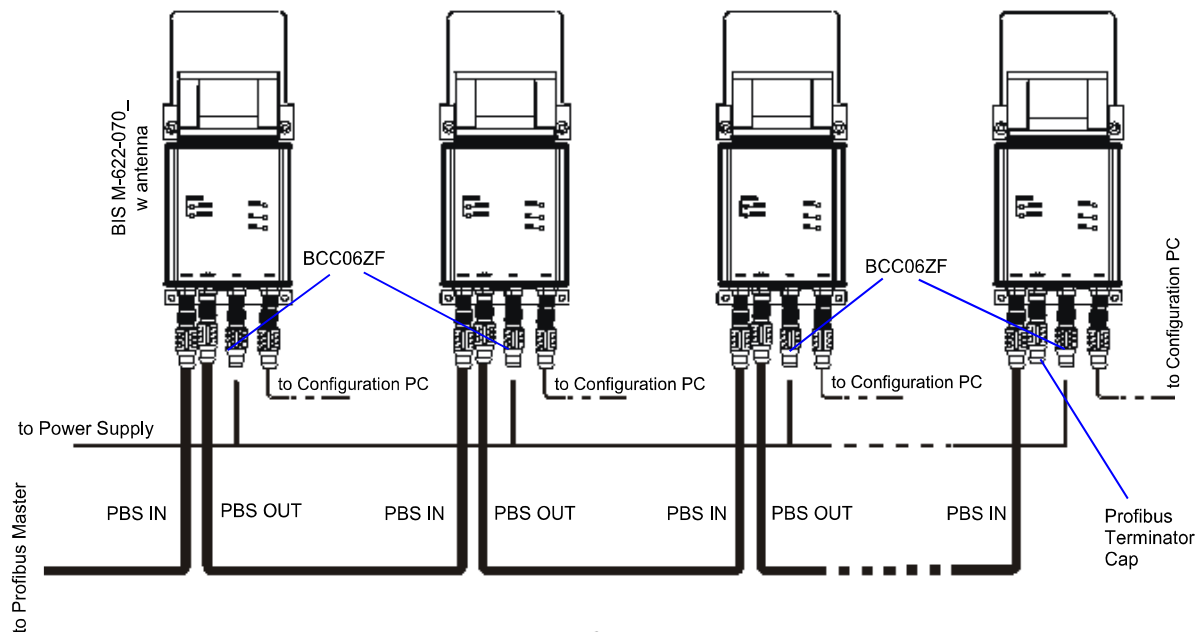 BIS M-622-070_
w antenna
BCC06ZF
BCC06ZF
to Configuration PC
to Configuration PC
to Configuration PC
to Configuration PC
to Power Supply
PBS IN
PBS OUT
PBS IN
PBS OUT
PBS IN
PBS OUT
PBS IN
Profibus
Terminator
Cap
to Profibus Master